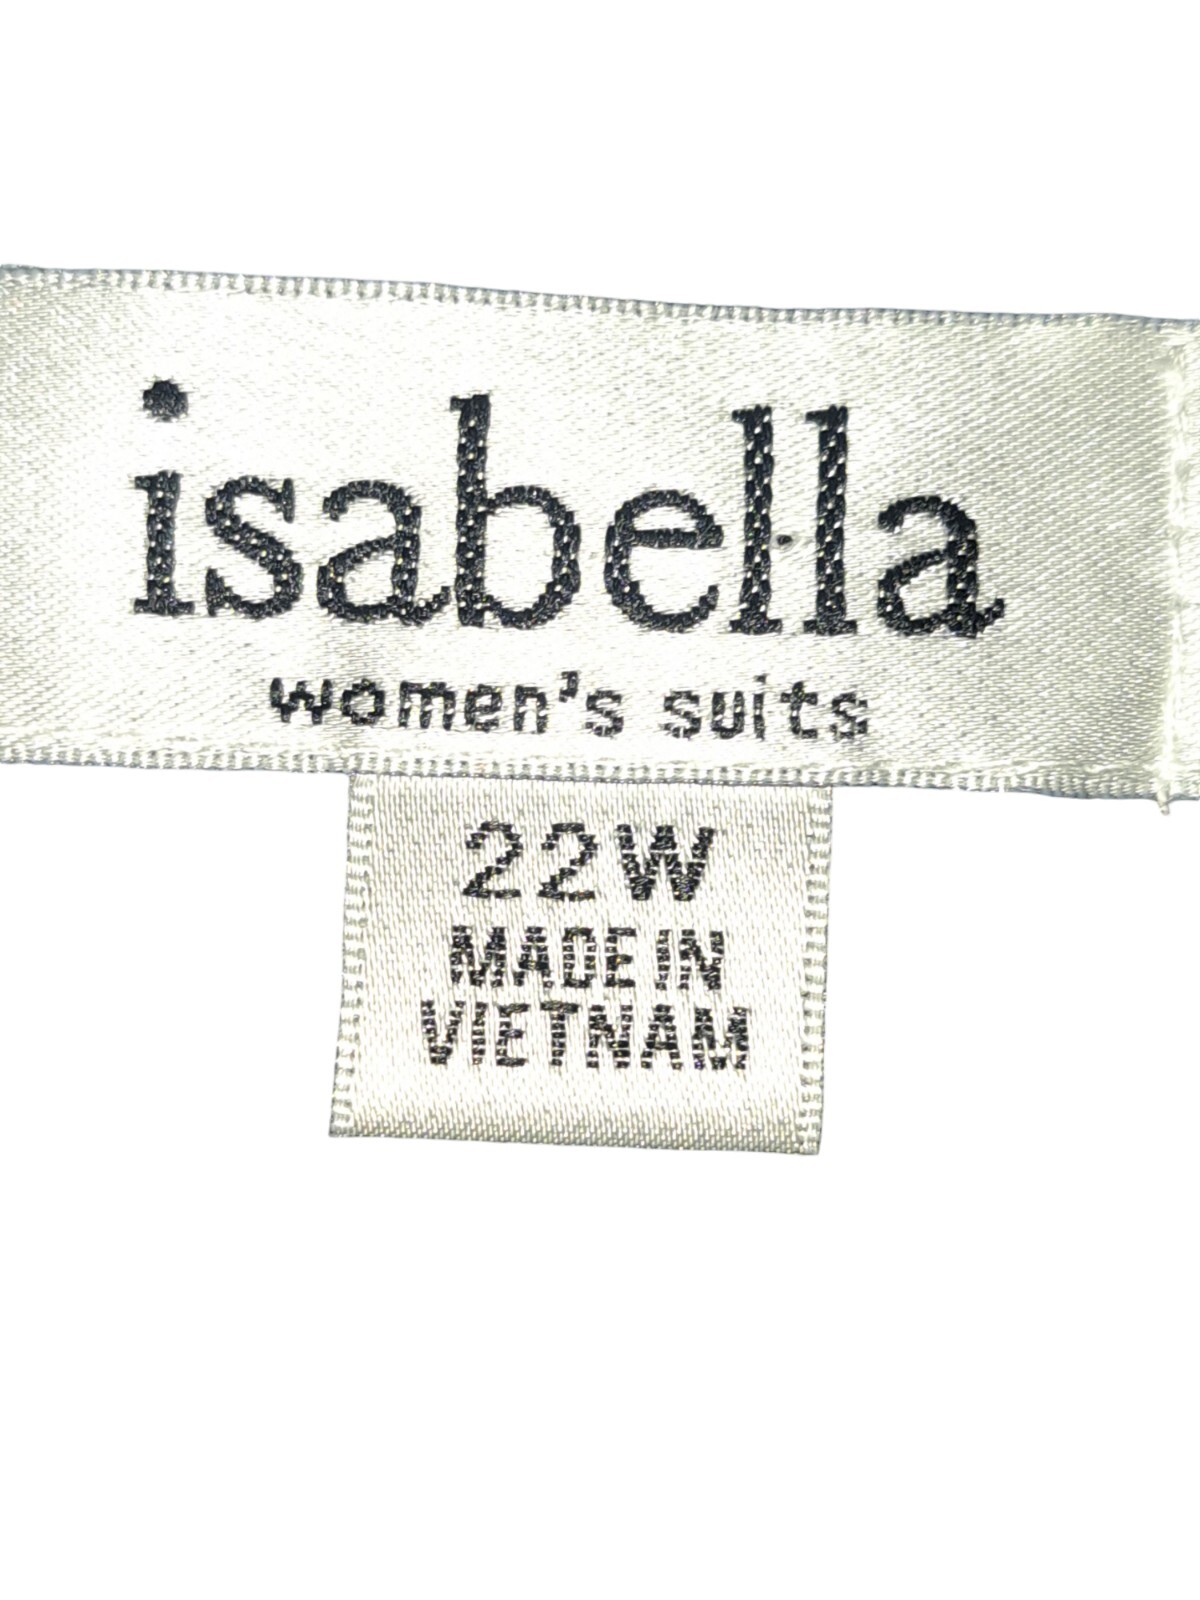 isabella
women's suits
22W
MADE IN
VIETNAM